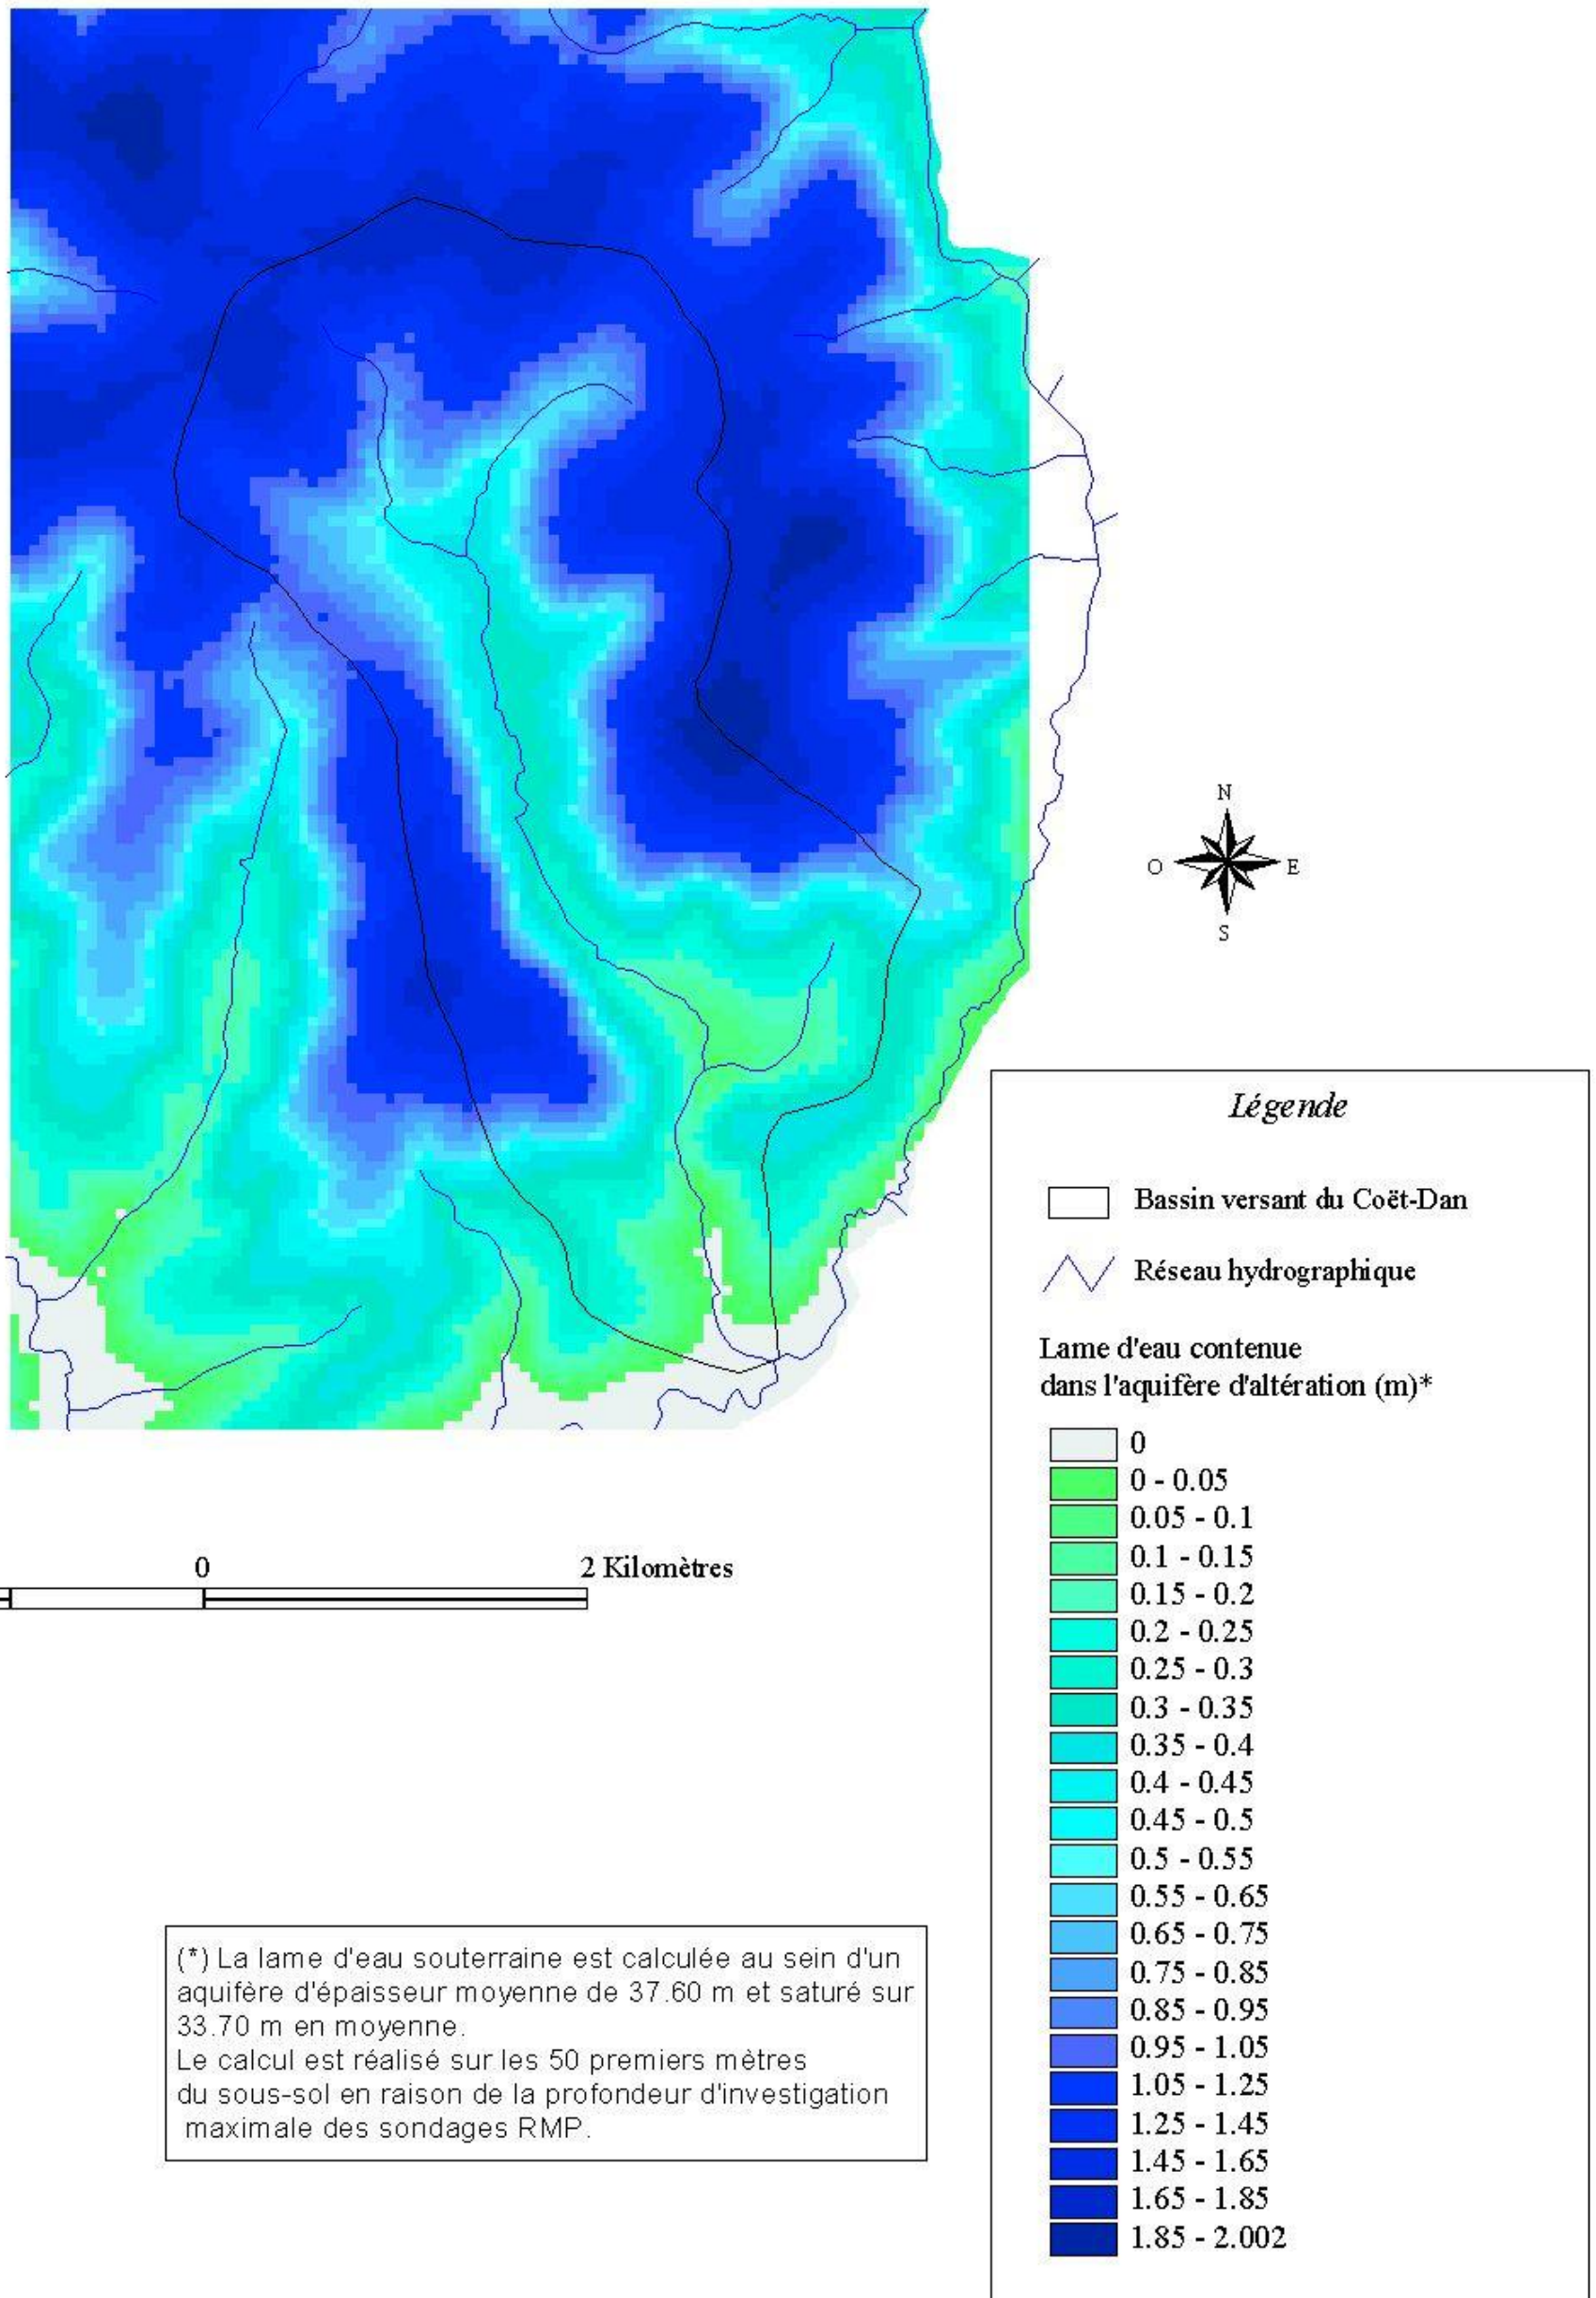 N
O
E
S
Légende
Bassin versant du Coët-Dan
Réseau hydrographique
Lame d'eau contenue
dans l'aquifère d'altération (m)*
0
0 - 0.05
0.05 - 0.1
0.1 - 0.15
0.15 - 0.2
0.2 - 0.25
0.25 - 0.3
0.3 - 0.35
0.35 - 0.4
0.4 - 0.45
0.45 - 0.5
0.5 - 0.55
0.55 - 0.65
0.65 - 0.75
0.75 - 0.85
0.85 - 0.95
0.95 - 1.05
1.05 - 1.25
1.25 - 1.45
1.45 - 1.65
1.65 - 1.85
1.85 - 2.002
0
2 Kilomètres
(*) La lame d'eau souterraine est calculée au sein d'un
aquifère d'épaisseur moyenne de 37.60 m et saturé sur
33.70 m en moyenne.
Le calcul est réalisé sur les 50 premiers mètres
du sous-sol en raison de la profondeur d'investigation
maximale des sondages RMP.